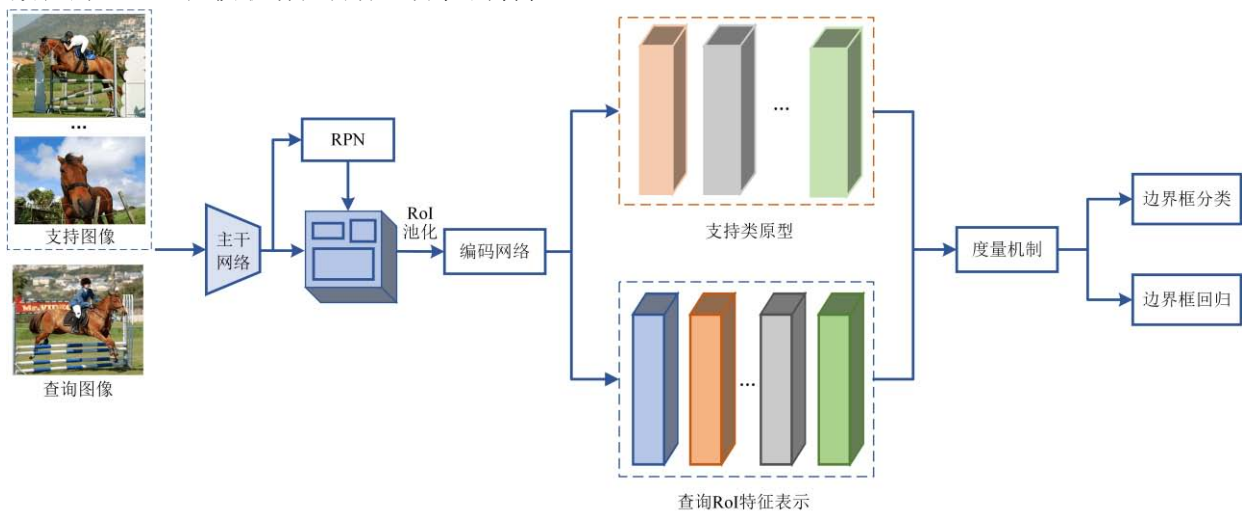 ...
支持图像
查询图像
主干
网络
RPN
RoI
池化
编码网络
...
支持类原型
...
查询RoI特征表示
度量机制
边界框分类
边界框回归